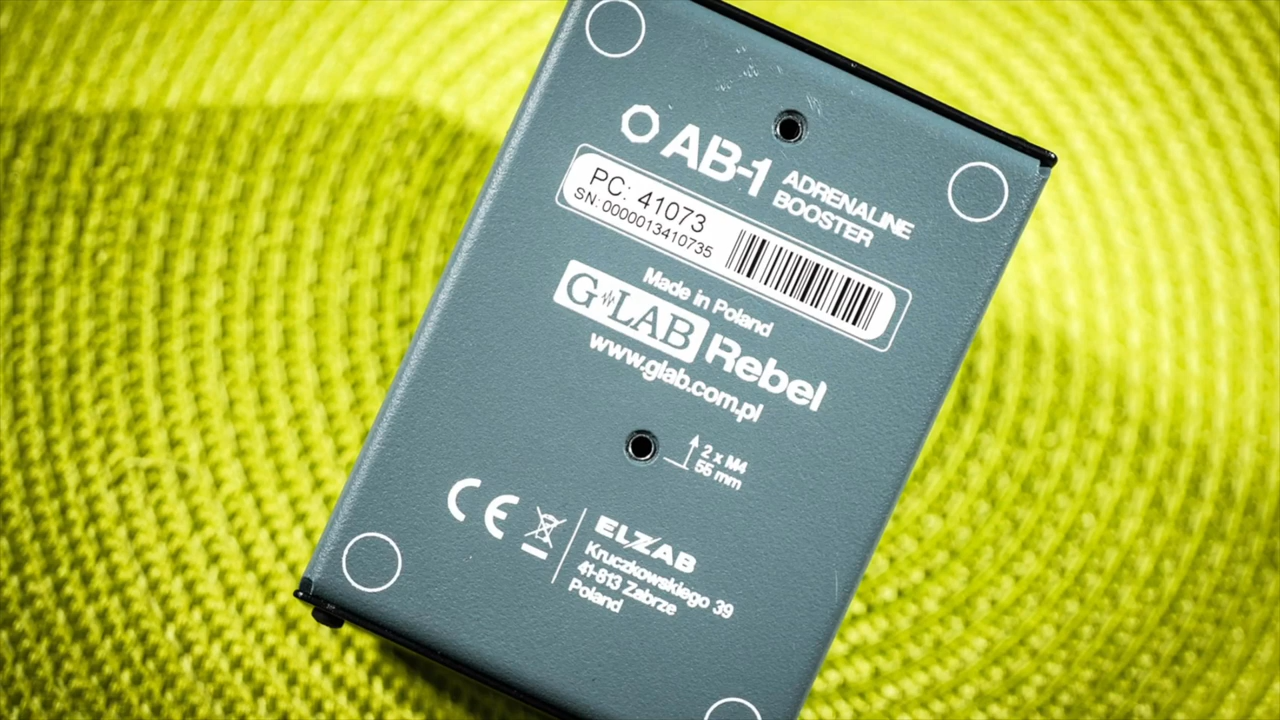 AB-1 ADRENALINE
BOOSTER
PC: 41073
SN: 0000013410735
Made in Poland
G LAB Rebel
www.glab.com.pl
2 x M4
55 mm
CE
ELZAB
Kruczkowskiego 39
41-813 Zabrze
Poland